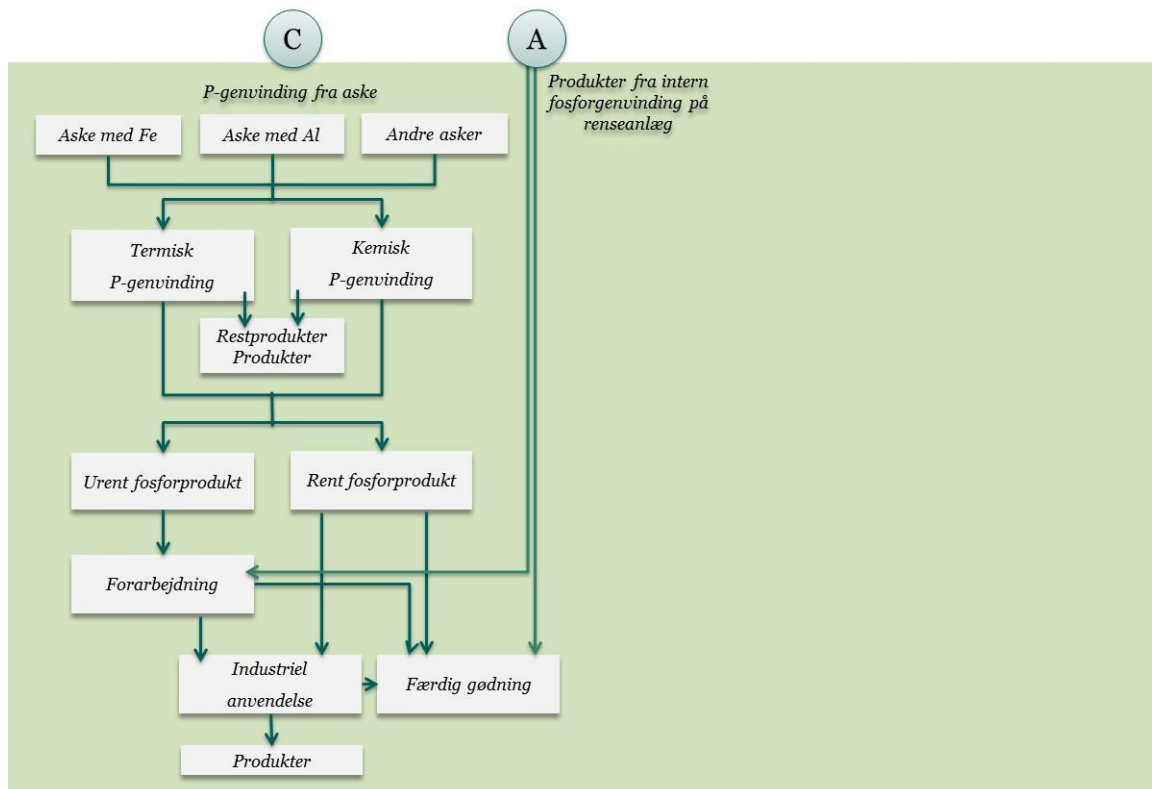 C
A
P-genvinding fra aske
Produkter fra intern
fosforgenvinding på
renseanlæg
Aske med Fe
Aske med Al
Andre asker
Termisk
P-genvinding
Kemisk
P-genvinding
Restprodukter
Produkter
Urent fosforprodukt
Rent fosforprodukt
Forarbejdning
Industriel
anvendelse
Færdig gødning
Produkter